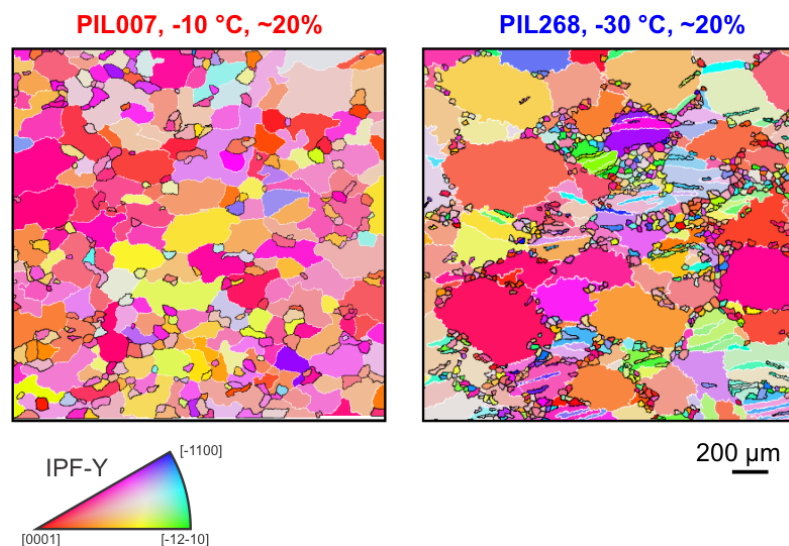 PIL007, -10 °C, ~20%
PIL268, -30 °C, ~20%
IPF-Y
[-1100]
[0001]
[-12-10]
200 μm